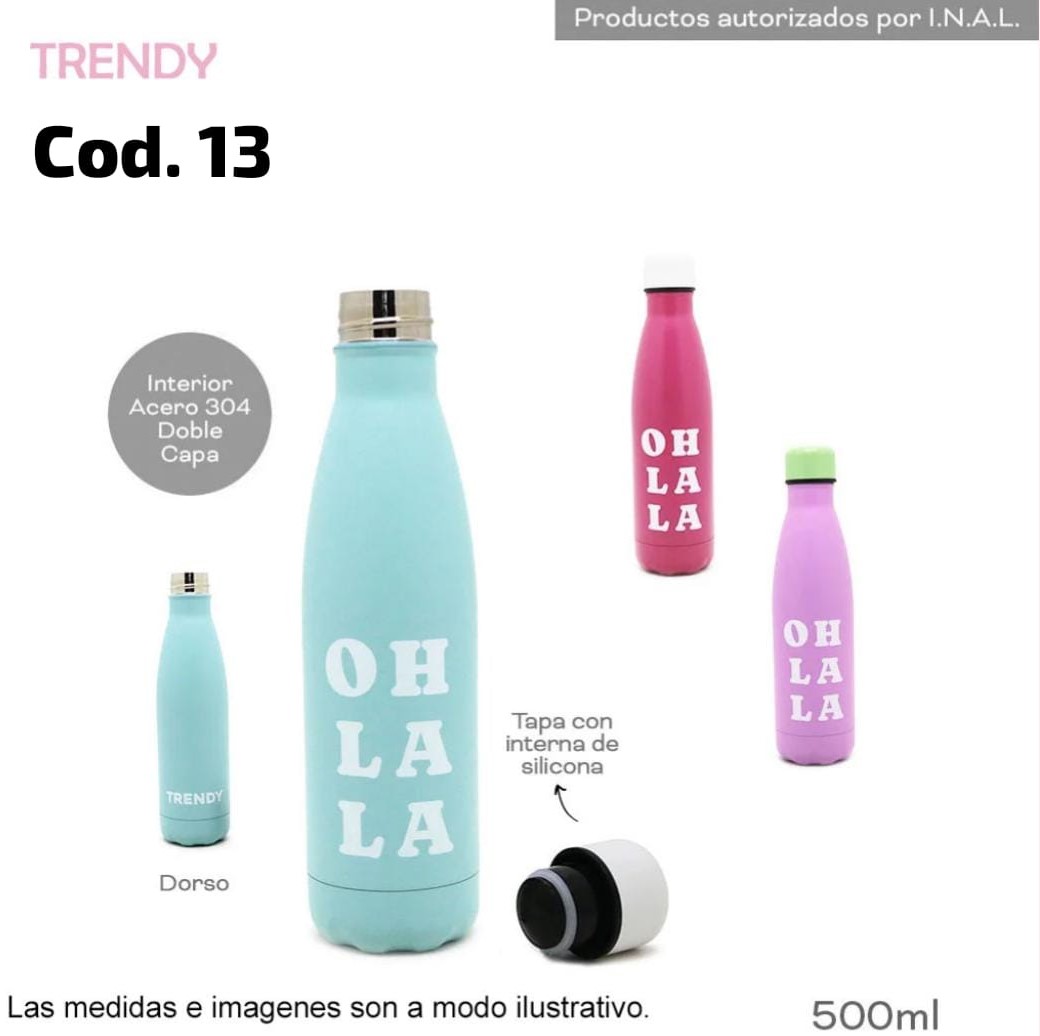 Productos autorizados por I.N.A.L.
TRENDY
Cod. 13
Interior
Acero 304
Doble
Capa
OH
LA
LA
OH
LA
LA
OH
LA
LA
Tapa con
interna de
silicona
TRENDY
Dorso
Las medidas e imagenes son a modo ilustrativo.
500ml